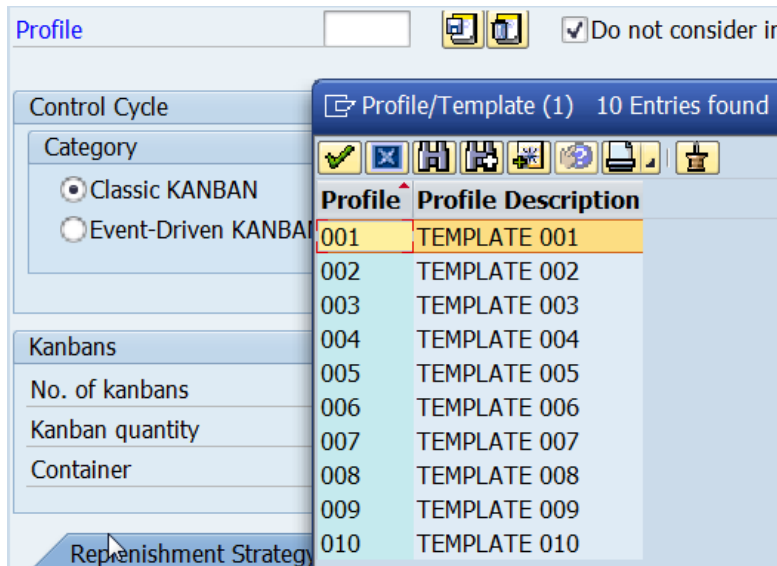 Profile
Do not consider
Control Cycle
Category
Classic KANBAN
Event-Driven
Kanbans
No. of kanbans
Kanban quantity
Container
Replenishment Strategy
Profile/Template (1) 10 Entries found
Profile Profile Description
001 TEMPLATE 001
002 TEMPLATE 002
003 TEMPLATE 003
004 TEMPLATE 004
005 TEMPLATE 005
006 TEMPLATE 006
007 TEMPLATE 007
008 TEMPLATE 008
009 TEMPLATE 009
010 TEMPLATE 010